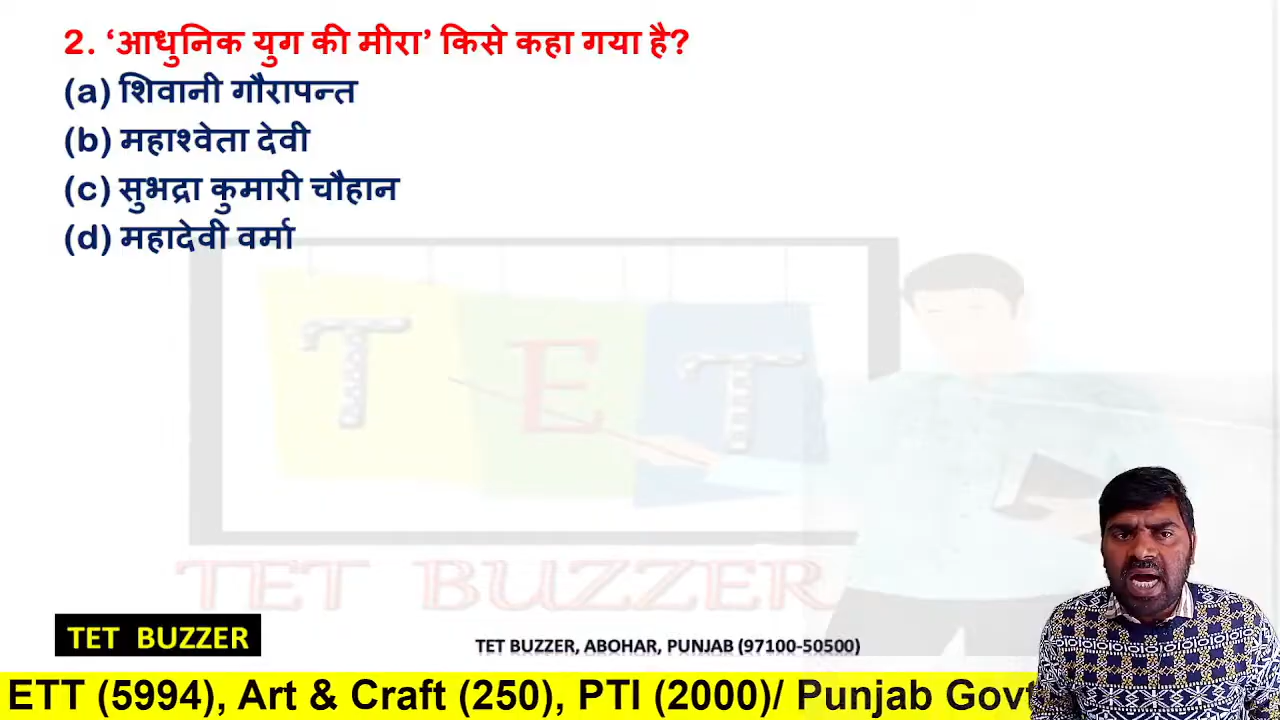 2. ‘आधुनिक युग की मीरा’ किसे कहा गया है?
(a) शिवानी गौरापन्त
(b) महाश्वेता देवी
(c) सुभद्रा कुमारी चौहान
(d) महादेवी वर्मा
T E T
TET BUZZER
TET BUZZER
TET BUZZER, ABOHAR, PUNJAB (97100-50500)
ETT (5994), Art & Craft (250), PTI (2000)/ Punjab Govt